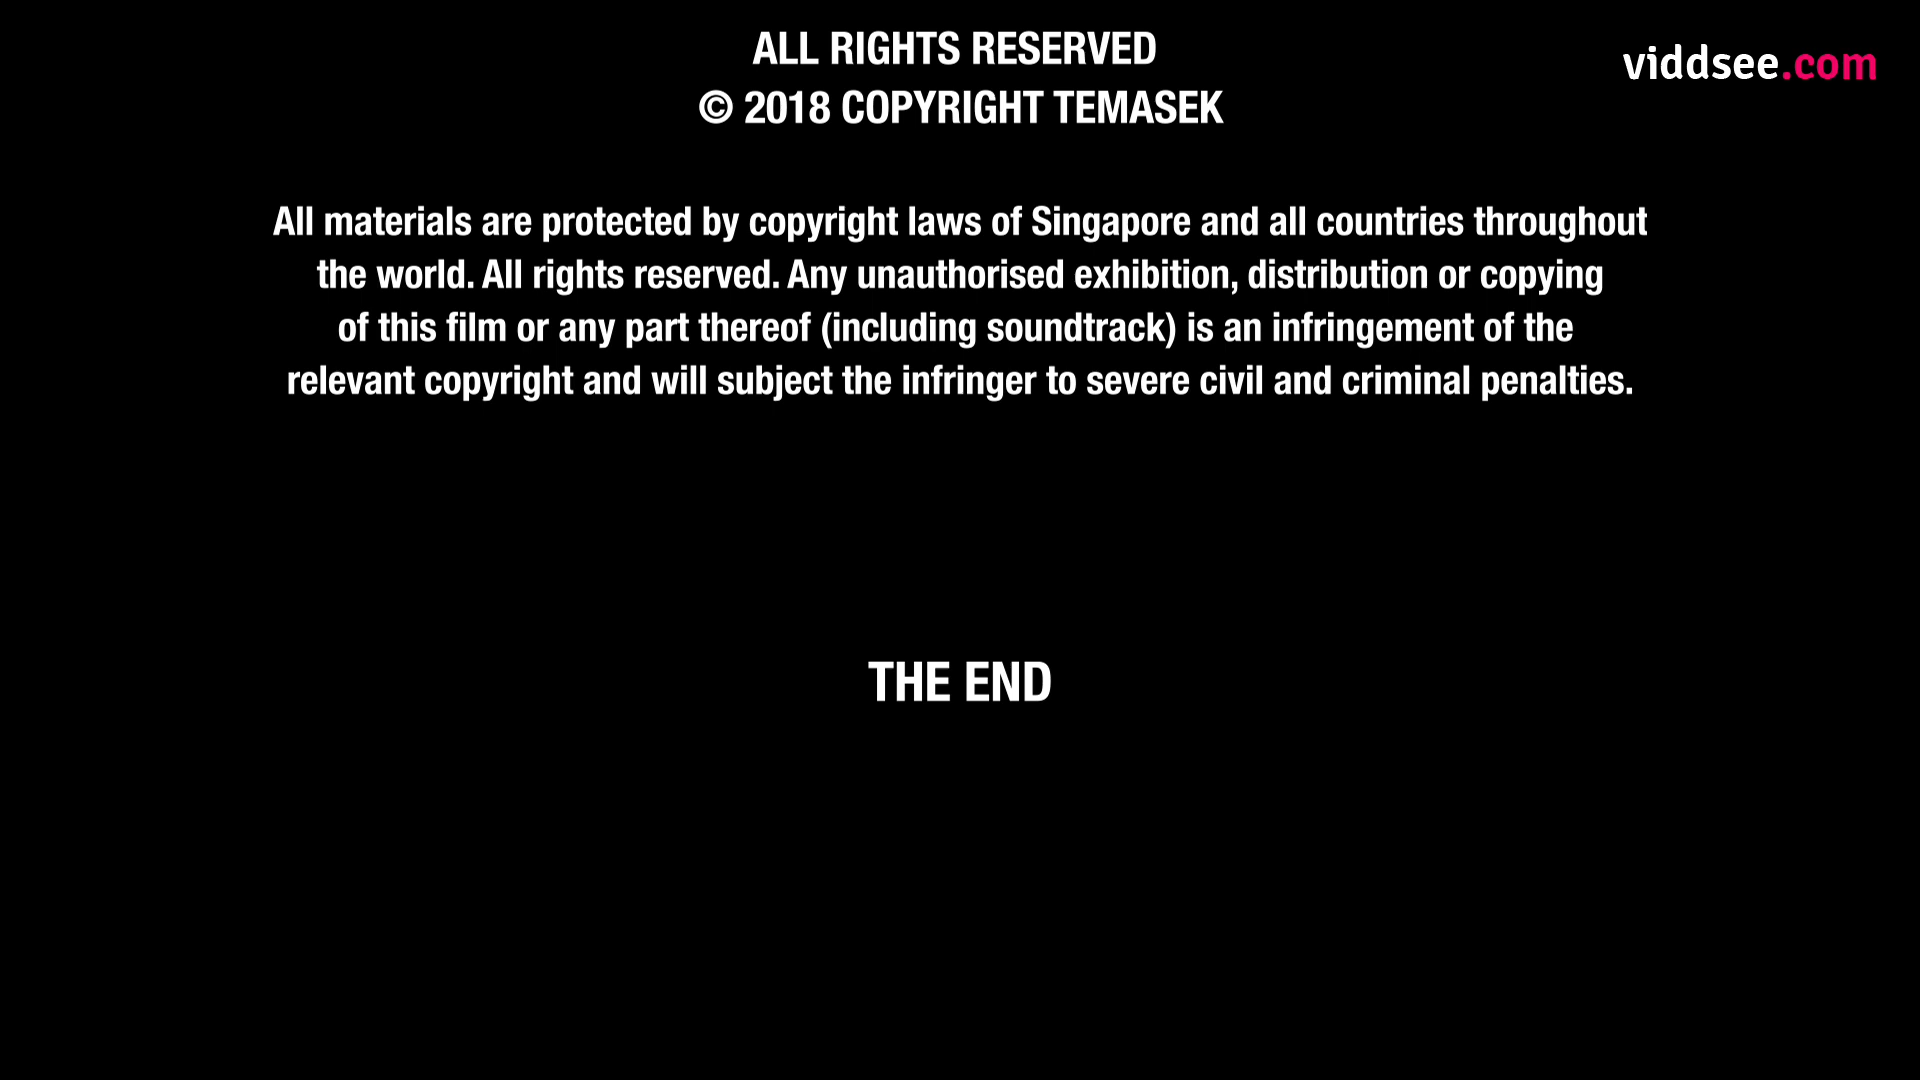 ALL RIGHTS RESERVED
viddsee.com
© 2018 COPYRIGHT TEMASEK
All materials are protected by copyright laws of Singapore and all countries throughout
the world. All rights reserved. Any unauthorised exhibition, distribution or copying
of this film or any part thereof (including soundtrack) is an infringement of the
relevant copyright and will subject the infringer to severe civil and criminal penalties.
THE END